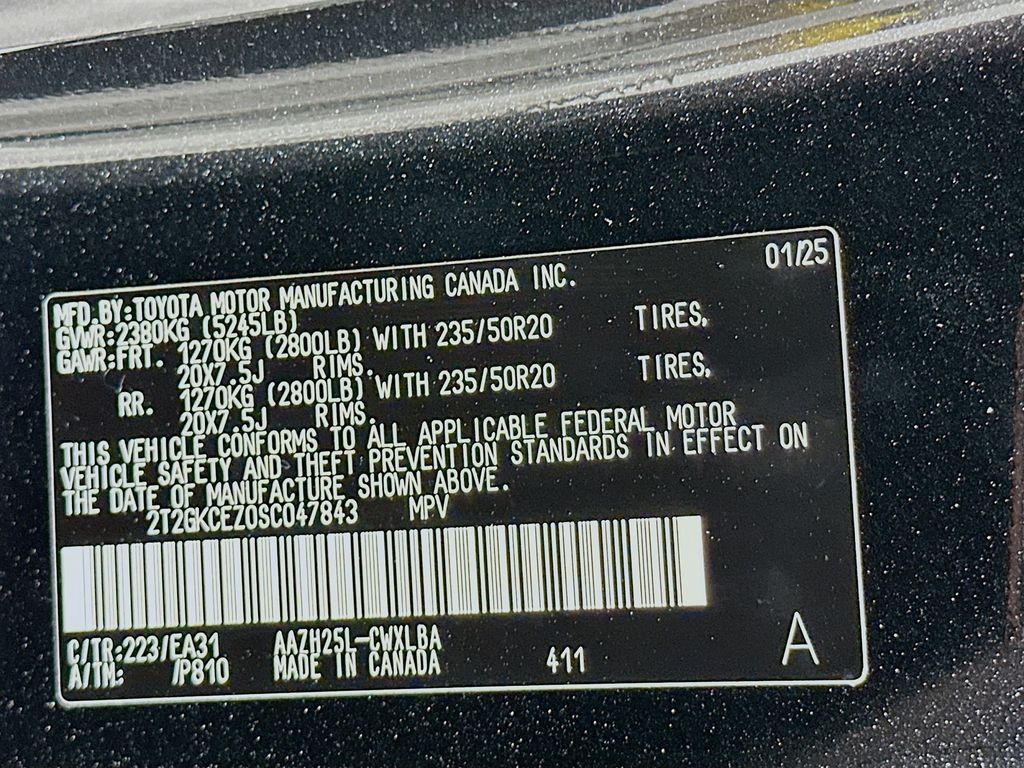 01/25
MFD.BY:TOYOTA MOTOR MANUFACTURING CANADA INC.
GVWR:2380KG (5245LB)
GAWR:FRT. 1270KG (2800LB) WITH 235/50R20 TIRES,
20X7.5J RIMS.
RR. 1270KG (2800LB) WITH 235/50R20 TIRES,
20X7.5J RIMS.
THIS VEHICLE CONFORMS TO ALL APPLICABLE FEDERAL MOTOR
VEHICLE SAFETY AND THEFT PREVENTION STANDARDS IN EFFECT ON
THE DATE OF MANUFACTURE SHOWN ABOVE.
2T2GKCEZ0SC047843 MPV
C/TR:223/EA31 AAZH25L-CWXLBA
A/TM: /P810 MADE IN CANADA 411 A